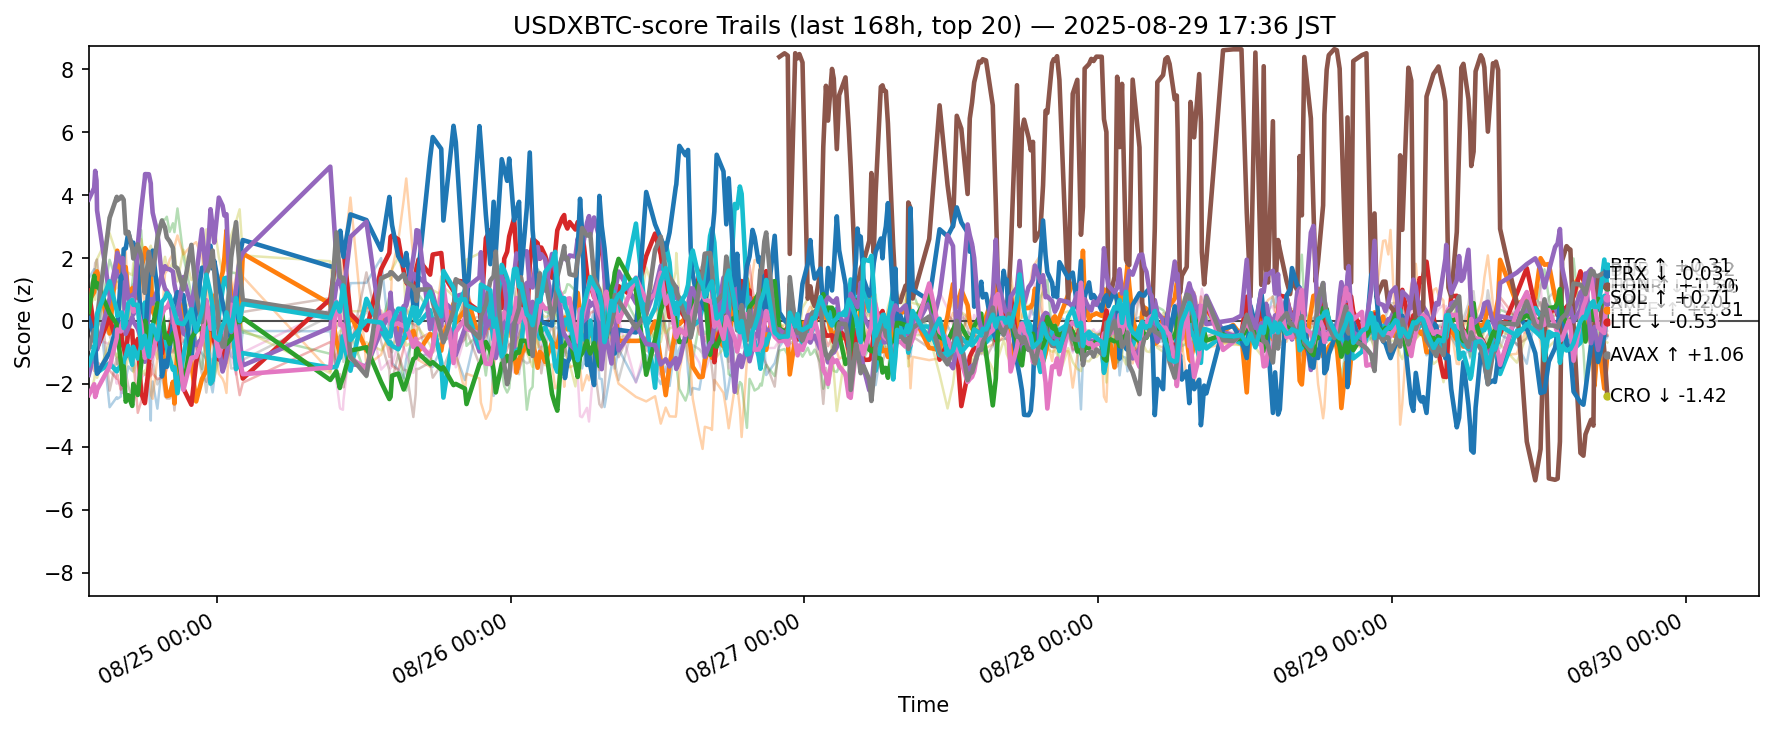 USDXBTC-score Trails (last 168h, top 20) — 2025-08-29 17:36 JST
Score (z)
8
6
4
2
0
−2
−4
−6
−8
BTC ↑ +0.31
TRX ↓ -0.03
SOL ↑ +0.71
LTC ↓ -0.53
AVAX ↑ +1.06
CRO ↓ -1.42
08/25 00:00
08/26 00:00
08/27 00:00
08/28 00:00
08/29 00:00
08/30 00:00
Time